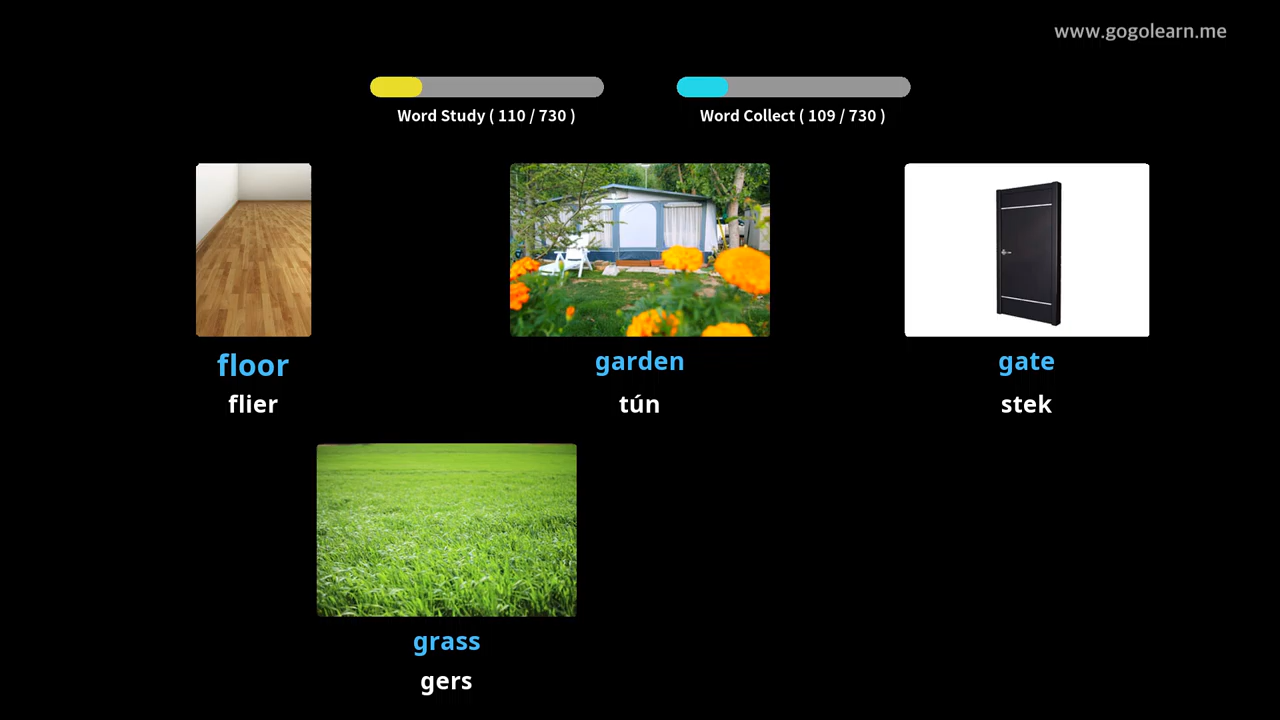 www.gogolearn.me
Word Study ( 110 / 730 )
Word Collect ( 109 / 730 )
floor
flier
garden
tún
gate
stek
grass
gers